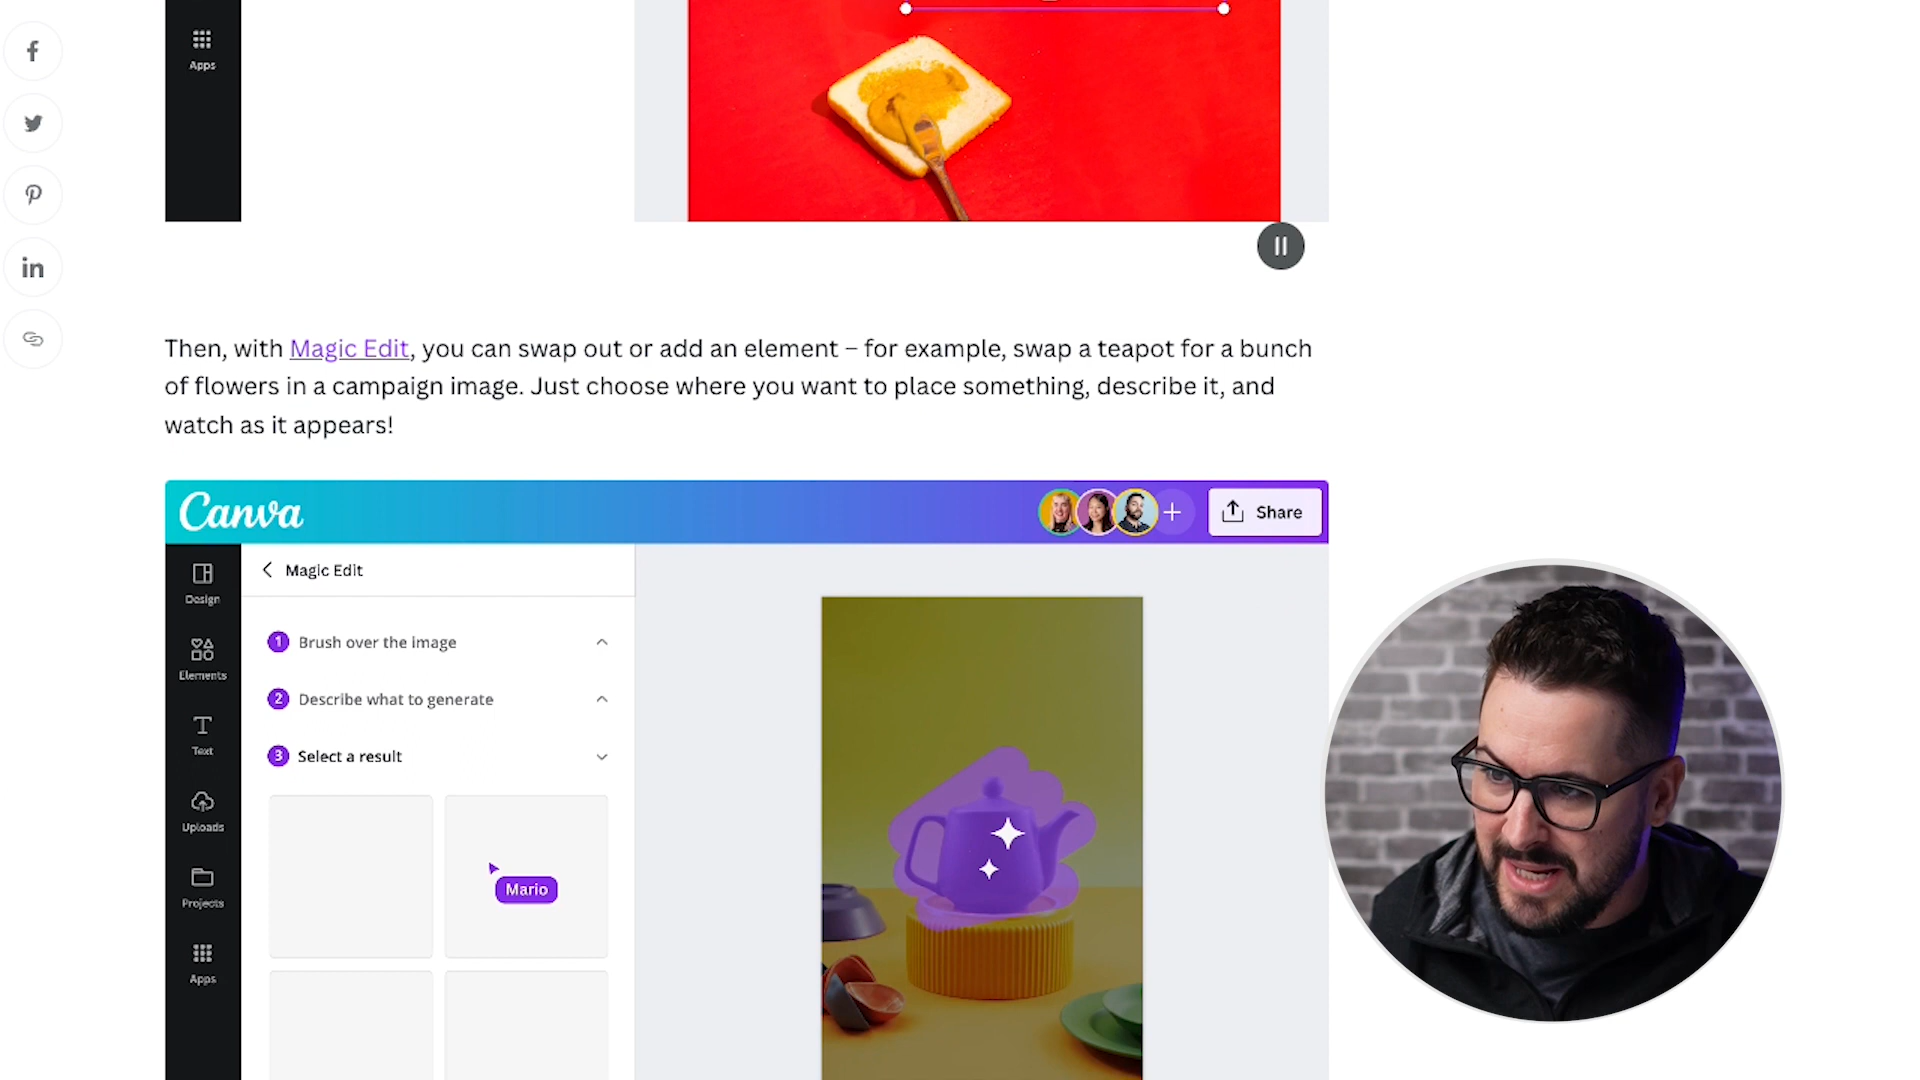 Apps
Then, with Magic Edit, you can swap out or add an element – for example, swap a teapot for a bunch
of flowers in a campaign image. Just choose where you want to place something, describe it, and
watch as it appears!
Canva
Share
Magic Edit
Design
1 Brush over the image
Elements
2 Describe what to generate
Text
3 Select a result
Uploads
Mario
Projects
Apps